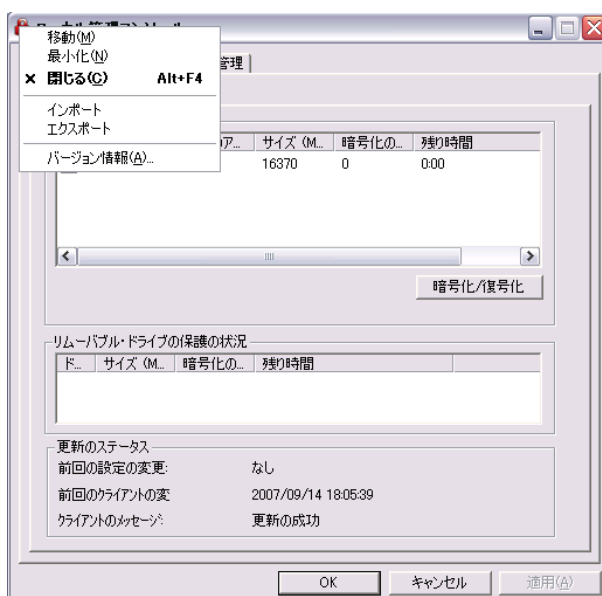 移動(M)
最小化(N)
× 閉じる(C) Alt+F4
インポート
エクスポート
バージョン情報(A)...
管理
ア... サイズ (M... 暗号化の... 残り時間
16370 0 0:00
暗号化/復号化
リムーバブル・ドライブの保護の状況
ド... サイズ (M... 暗号化の... 残り時間
更新のステータス
前回の設定の変更: なし
前回のクライアントの変 2007/09/14 18:05:39
クライアントのメッセージ: 更新の成功
OK キャンセル 適用(A)